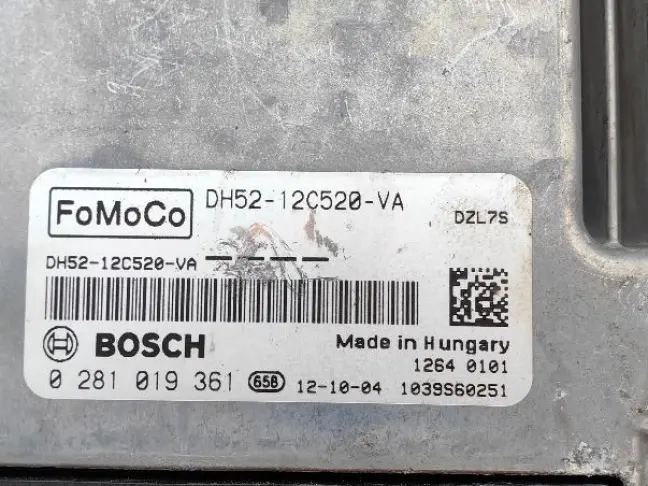 FoMoCo
DH52-12C520-VA
DZL7S
DH52-12C520-VA
BOSCH
Made in Hungary
1264 0101
0 281 019 361 658 12-10-04 1039S60251